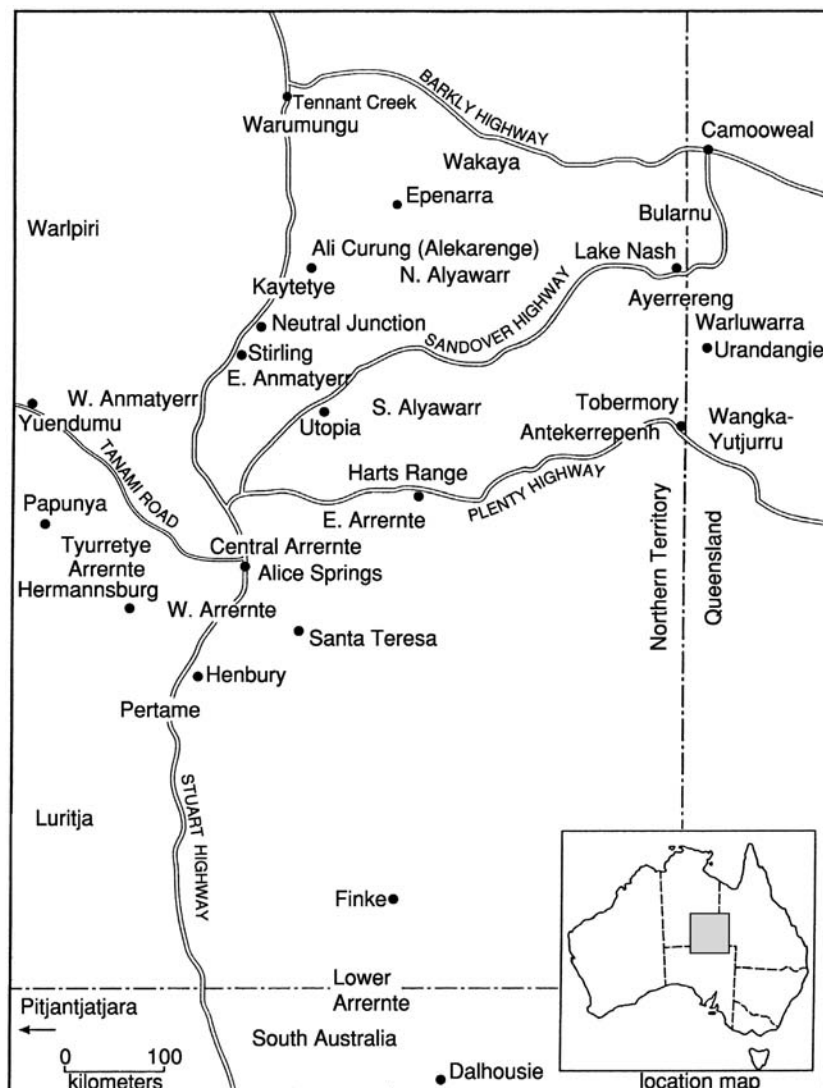 Tennant Creek
Warumungu
BARKLY HIGHWAY
Camooweal
Wakaya
Epenarra
Bularnu
Warlpiri
Ali Curung (Alekarenge)
Lake Nash
N. Alyawarr
Kaytetye
Ayerrereng
SANDOVER HIGHWAY
Neutral Junction
Warluwarra
Stirling
Urandangie
E. Anmatyerr
W. Anmatyerr
S. Alyawarr
Tobermory
Yuendumu
Utopia
Antekerrepenh
Wangka-
Yutjurru
TANAMI ROAD
Harts Range
PLENTY HIGHWAY
Papunya
E. Arrernte
Tyurretye
Arrernte
Central Arrernte
Alice Springs
Hermannsburg
W. Arrernte
Northern Territory
Queensland
Santa Teresa
Henbury
Pertame
STUART HIGHWAY
Luritja
Finke
Lower
Arrernte
Pitjantjatjara
South Australia
0 100
kilometers
Dalhousie
location map